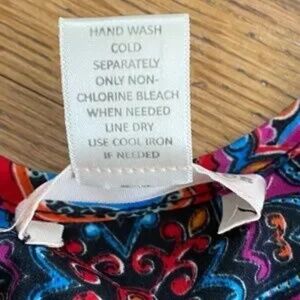 HAND WASH
COLD
SEPARATELY
ONLY NON-
CHLORINE BLEACH
WHEN NEEDED
LINE DRY
USE COOL IRON
IF NEEDED